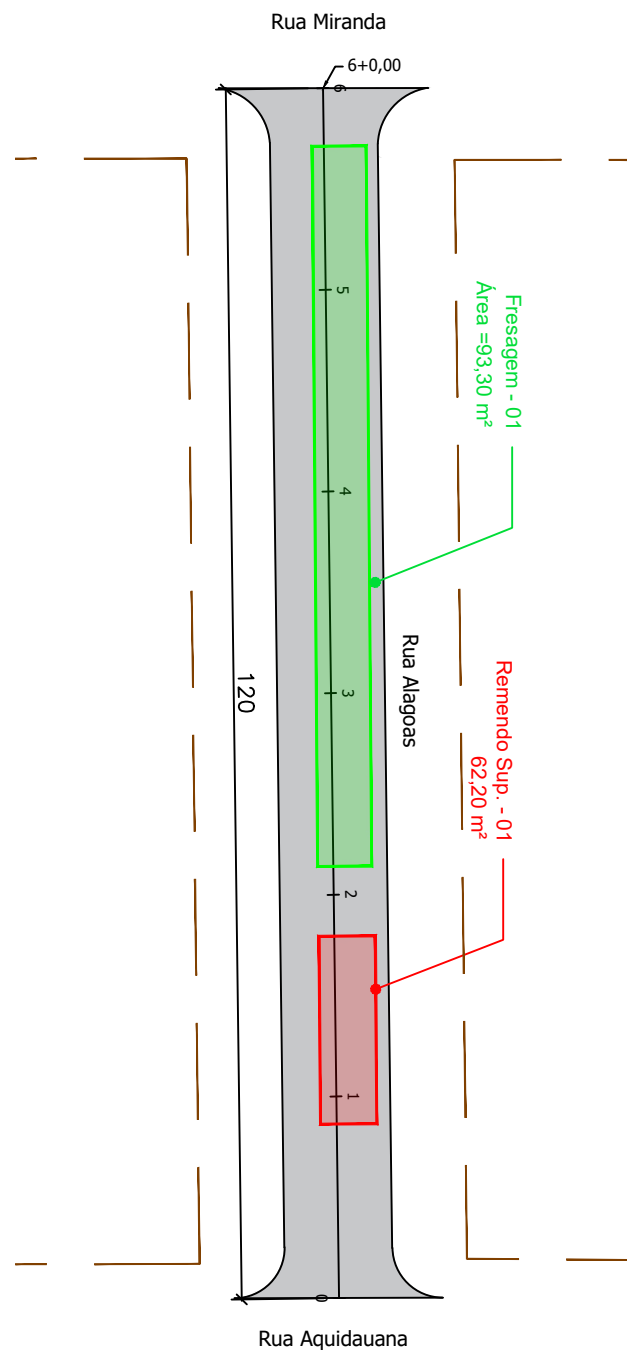 Rua Miranda
6+0,00
6
5
Fresagem - 01
Área =93,30 m²
4
Rua Alagoas
3
120
Remendo Sup. - 01
62,20 m²
2
1
0
Rua Aquidauana